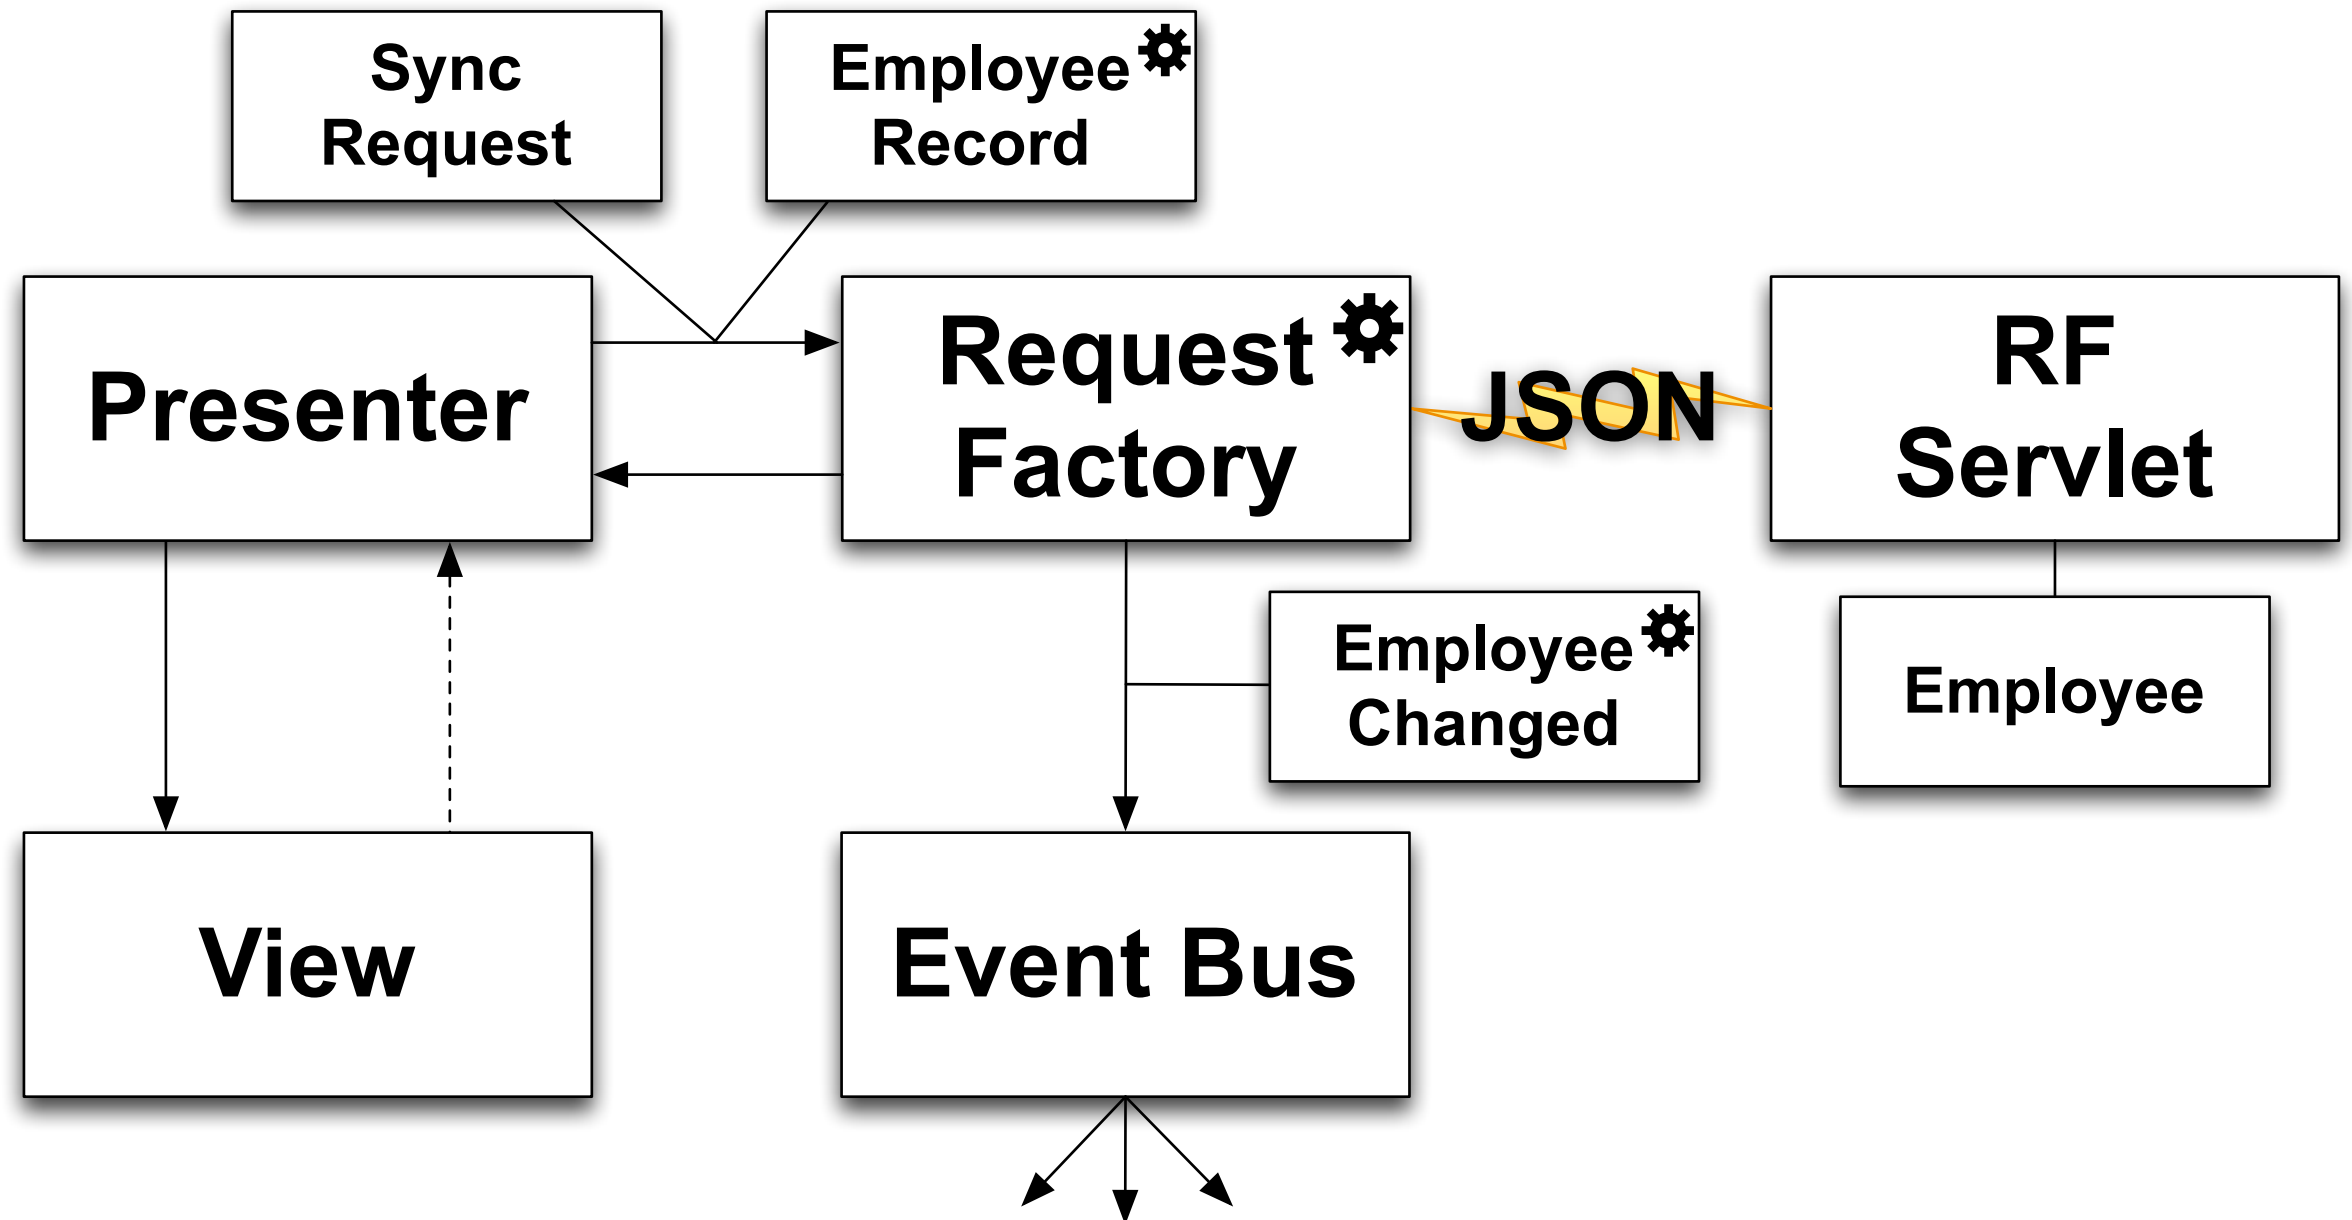 Sync
Request
Employee
Record
Presenter
Request
Factory
JSON
RF
Servlet
Employee
Changed
Employee
View
Event Bus